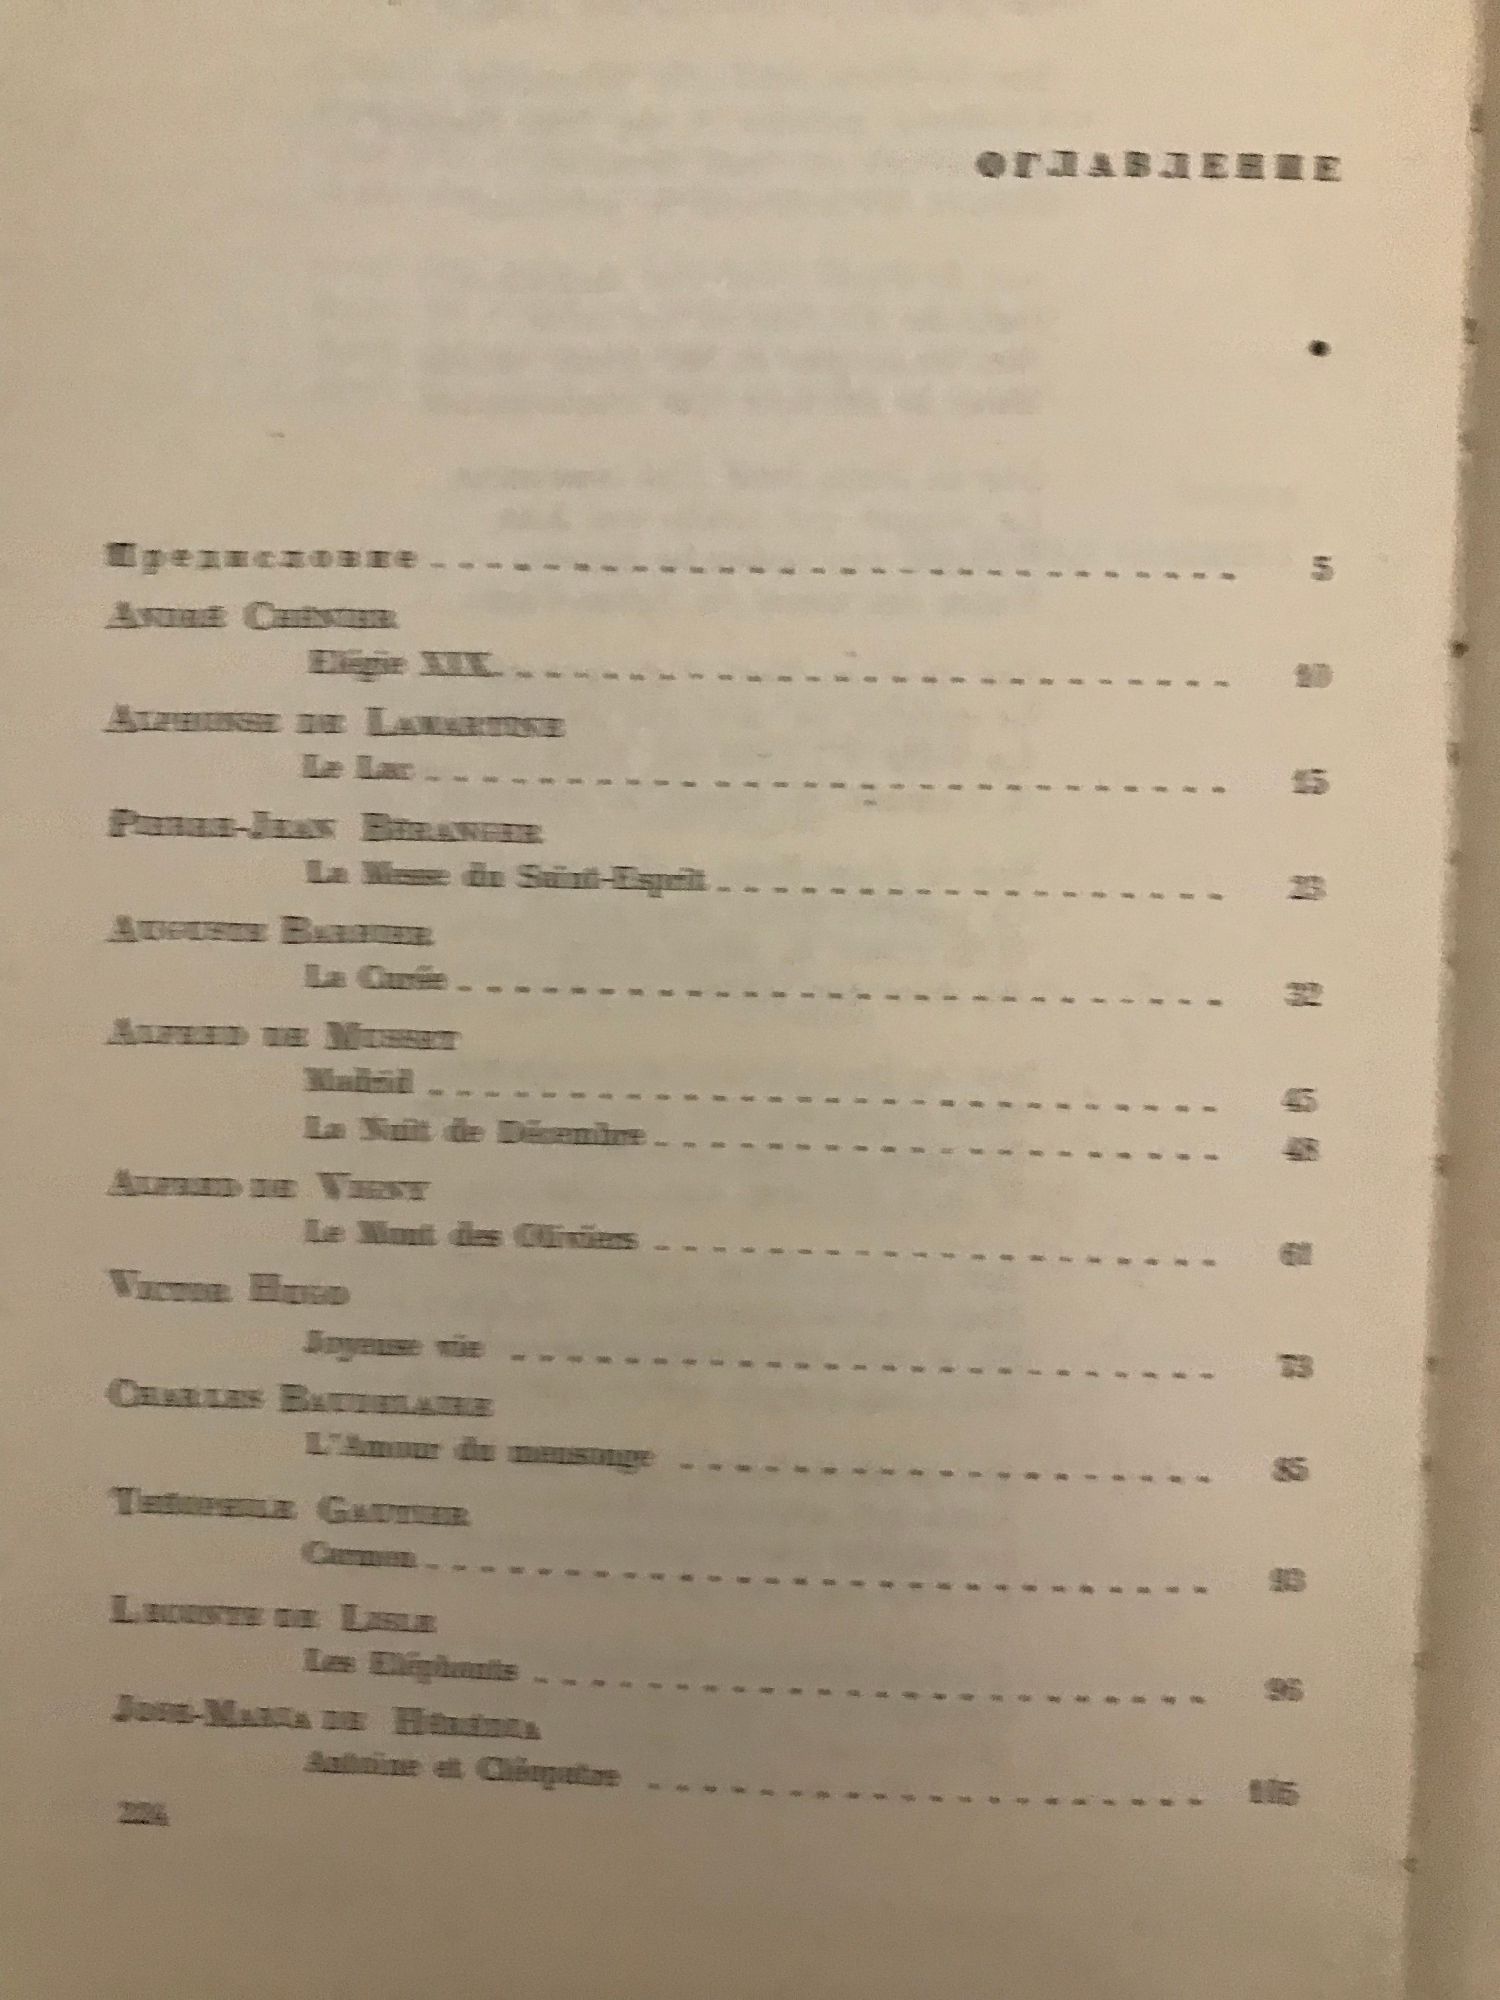 ОГЛАВЛЕНИЕ
Предисловие 5
ANDRÉ CHÉNIER
Elégie XIX 10
ALPHONSE DE LAMARTINE
Le Lac 15
PIERRE-JEAN BÉRANGER
La Messe du Saint-Esprit 23
AUGUSTE BARBIER
La Curée 32
ALFRED DE MUSSET
Madrid 45
La Nuit de Décembre 48
ALFRED DE VIGNY
Le Mont des Oliviers 61
VICTOR HUGO
Joyeuse vie 73
CHARLES BAUDELAIRE
L'Amour du mensonge 85
THÉOPHILE GAUTIER
Carmen 93
LECONTE DE LISLE
Les Eléphants 96
JOSÉ-MARIA DE HÉRÉDIA
Antoine et Cléopatre 105
224